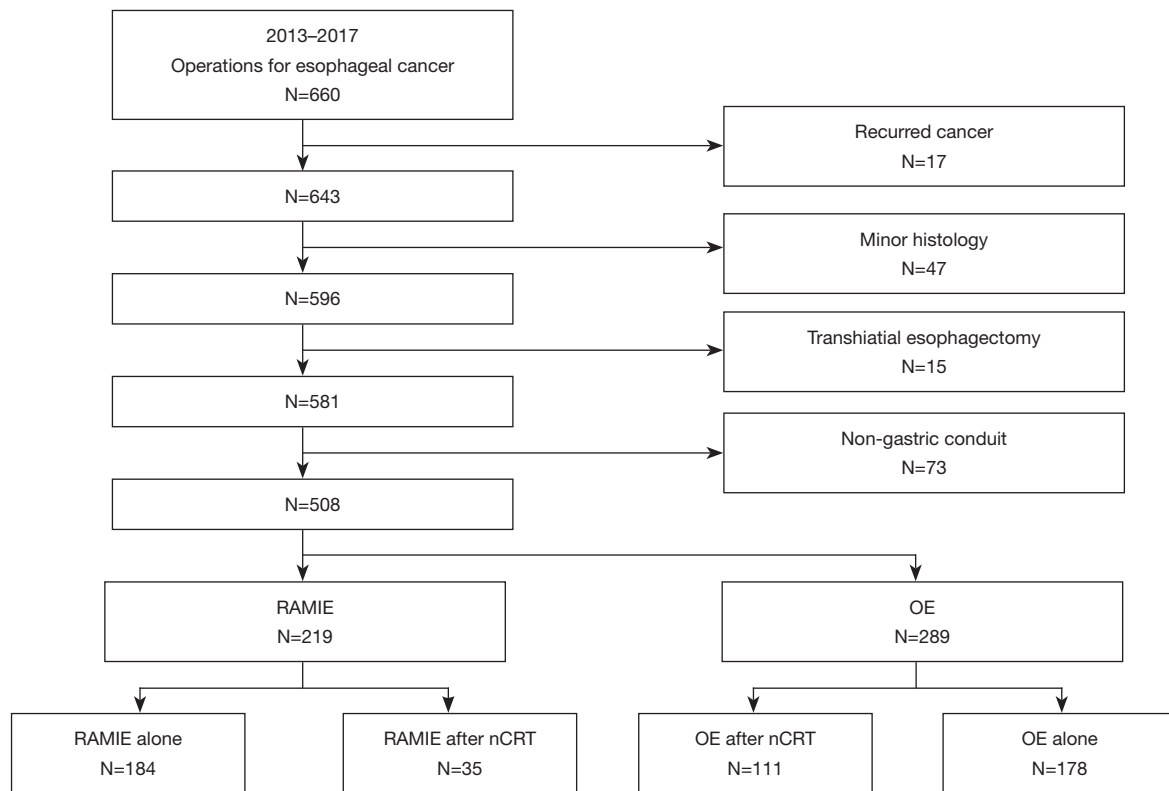 2013–2017
Operations for esophageal cancer
N=660
Recurred cancer
N=17
N=643
Minor histology
N=47
N=596
Transhiatial esophagectomy
N=15
N=581
Non-gastric conduit
N=73
N=508
RAMIE
N=219
OE
N=289
RAMIE alone
N=184
RAMIE after nCRT
N=35
OE after nCRT
N=111
OE alone
N=178